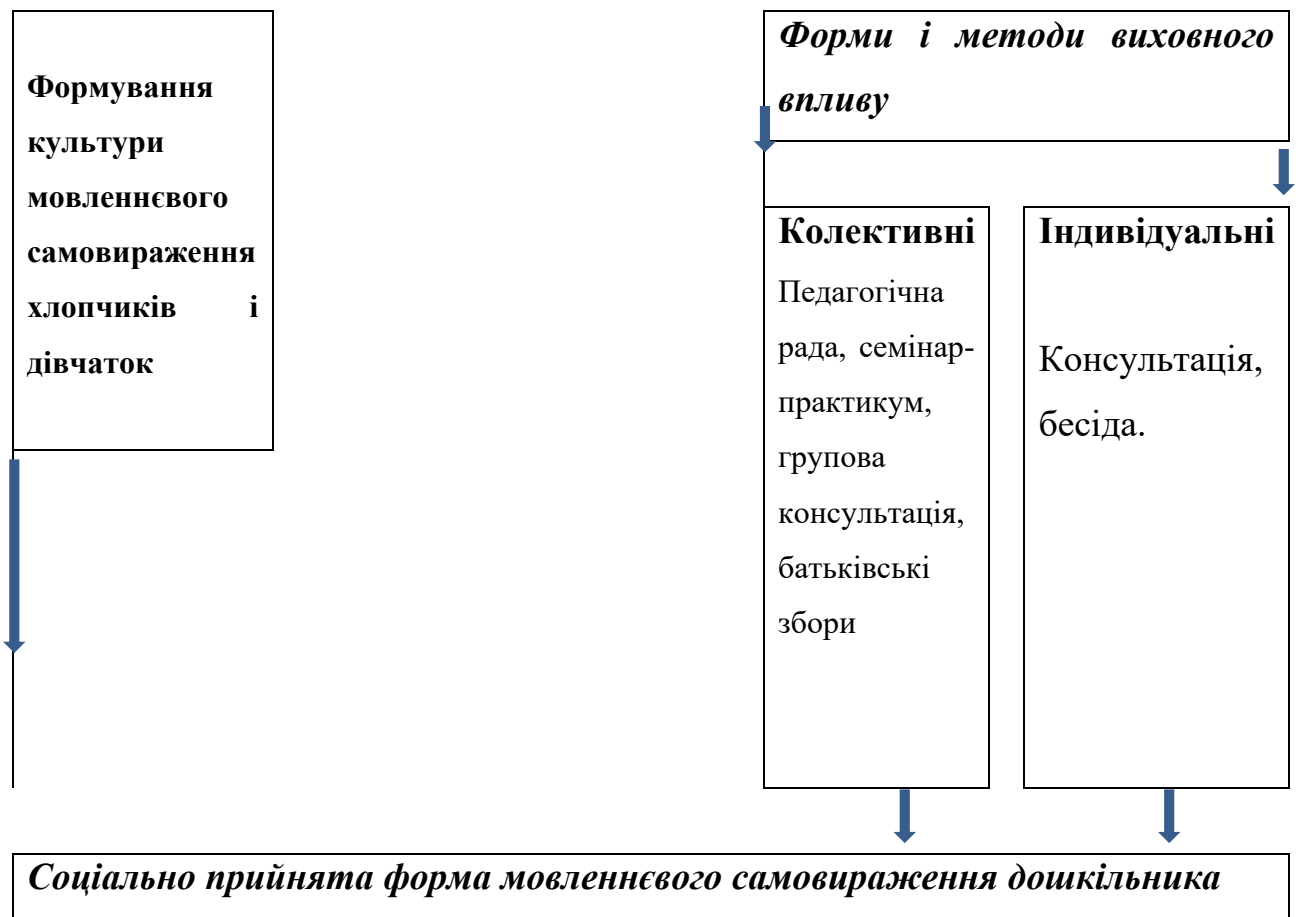 Формування
культури
мовленнєвого
самовираження
хлопчиків і
дівчаток
Форми і методи виховного
впливу
Колективні
Педагогічна
рада, семінар-
практикум,
групова
консультація,
батьківські
збори
Індивідуальні
Консультація,
бесіда.
Соціально прийнята форма мовленнєвого самовираження дошкільника